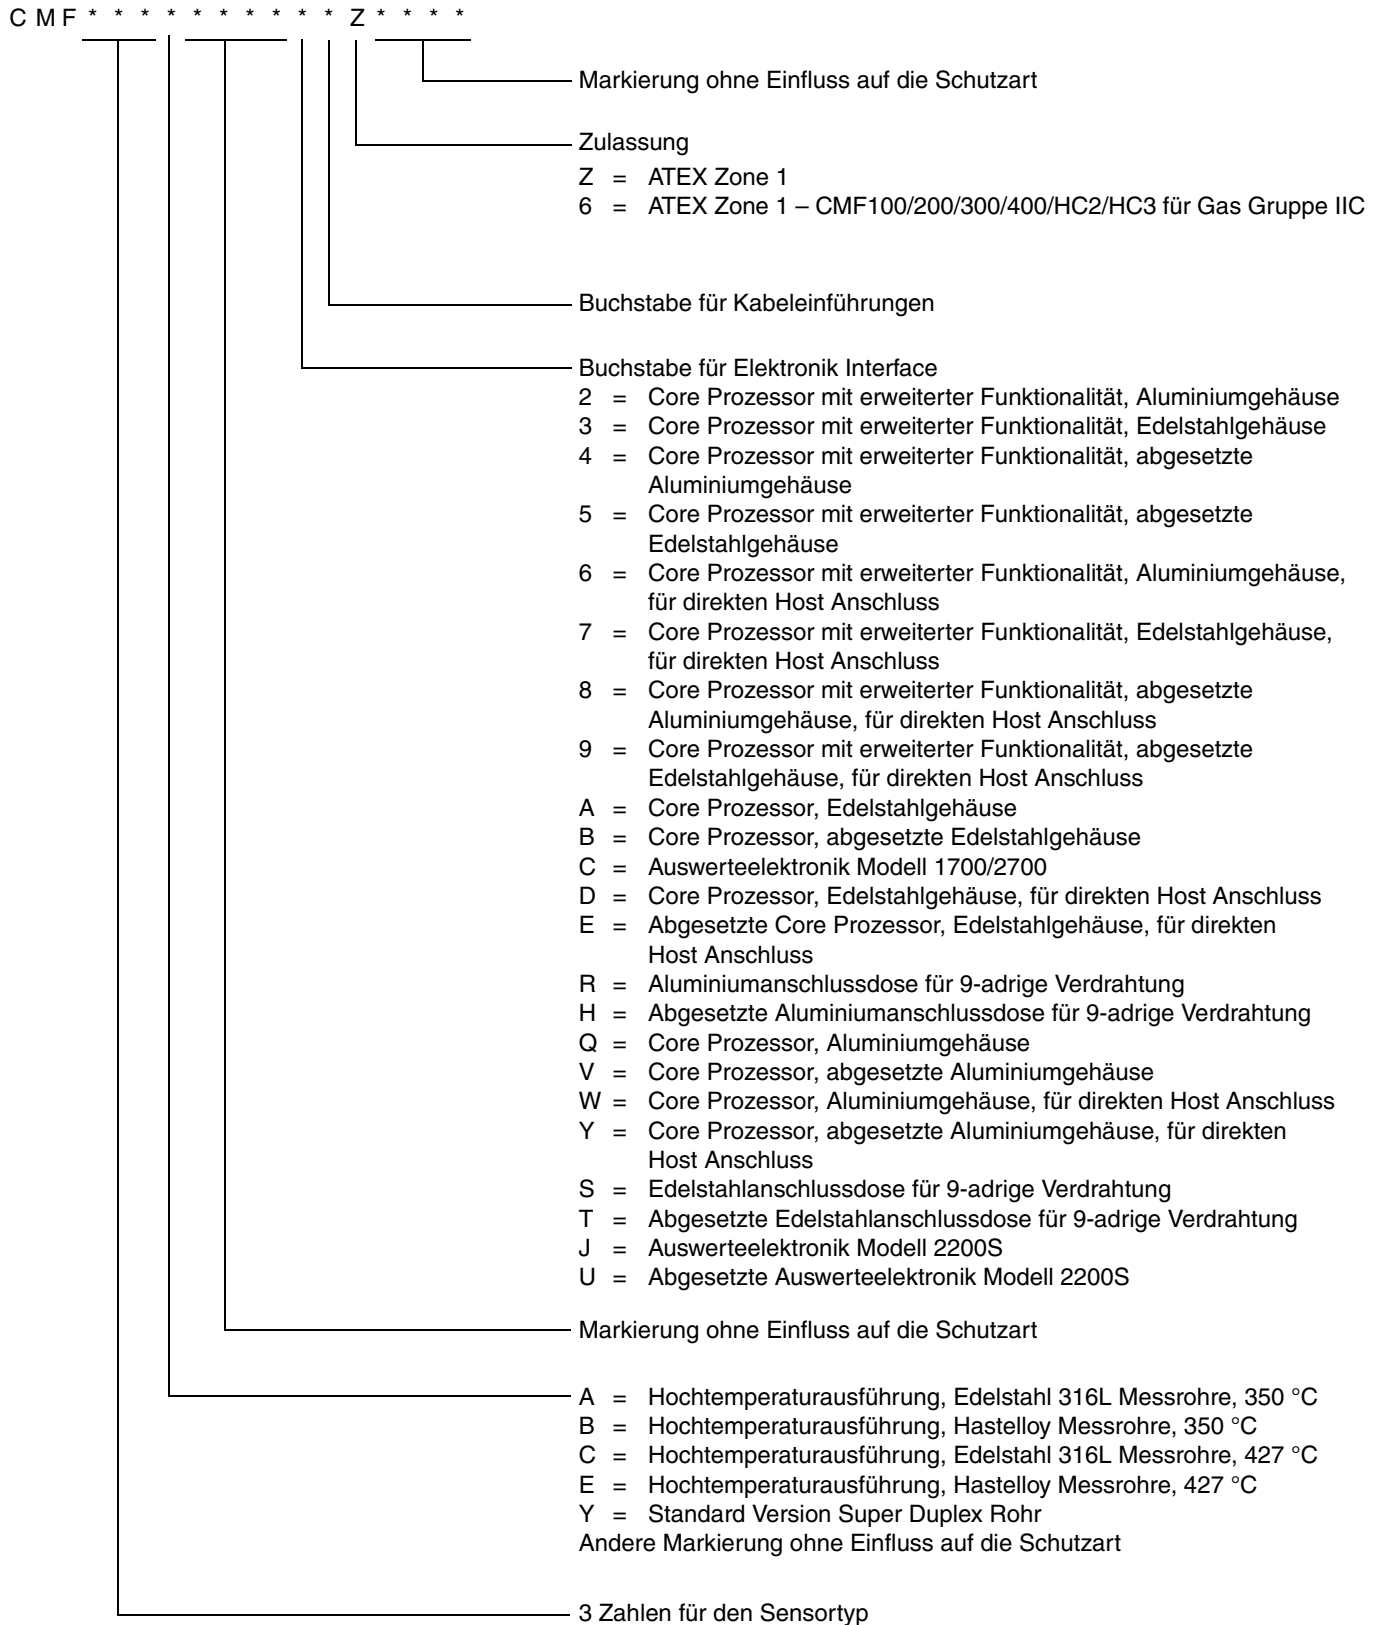 C M F * * * * * * * * * * Z * * * *
Markierung ohne Einfluss auf die Schutzart
Zulassung
Z = ATEX Zone 1
6 = ATEX Zone 1 – CMF100/200/300/400/HC2/HC3 für Gas Gruppe IIC
Buchstabe für Kabeleinführungen
Buchstabe für Elektronik Interface
2 = Core Prozessor mit erweiterter Funktionalität, Aluminiumgehäuse
3 = Core Prozessor mit erweiterter Funktionalität, Edelstahlgehäuse
4 = Core Prozessor mit erweiterter Funktionalität, abgesetzte
Aluminiumgehäuse
5 = Core Prozessor mit erweiterter Funktionalität, abgesetzte
Edelstahlgehäuse
6 = Core Prozessor mit erweiterter Funktionalität, Aluminiumgehäuse,
für direkten Host Anschluss
7 = Core Prozessor mit erweiterter Funktionalität, Edelstahlgehäuse,
für direkten Host Anschluss
8 = Core Prozessor mit erweiterter Funktionalität, abgesetzte
Aluminiumgehäuse, für direkten Host Anschluss
9 = Core Prozessor mit erweiterter Funktionalität, abgesetzte
Edelstahlgehäuse, für direkten Host Anschluss
A = Core Prozessor, Edelstahlgehäuse
B = Core Prozessor, abgesetzte Edelstahlgehäuse
C = Auswerteelektronik Modell 1700/2700
D = Core Prozessor, Edelstahlgehäuse, für direkten Host Anschluss
E = Abgesetzte Core Prozessor, Edelstahlgehäuse, für direkten
Host Anschluss
R = Aluminiumanschlussdose für 9-adrige Verdrahtung
H = Abgesetzte Aluminiumanschlussdose für 9-adrige Verdrahtung
Q = Core Prozessor, Aluminiumgehäuse
V = Core Prozessor, abgesetzte Aluminiumgehäuse
W = Core Prozessor, Aluminiumgehäuse, für direkten Host Anschluss
Y = Core Prozessor, abgesetzte Aluminiumgehäuse, für direkten
Host Anschluss
S = Edelstahlanschlussdose für 9-adrige Verdrahtung
T = Abgesetzte Edelstahlanschlussdose für 9-adrige Verdrahtung
J = Auswerteelektronik Modell 2200S
U = Abgesetzte Auswerteelektronik Modell 2200S
Markierung ohne Einfluss auf die Schutzart
A = Hochtemperaturausführung, Edelstahl 316L Messrohre, 350 °C
B = Hochtemperaturausführung, Hastelloy Messrohre, 350 °C
C = Hochtemperaturausführung, Edelstahl 316L Messrohre, 427 °C
E = Hochtemperaturausführung, Hastelloy Messrohre, 427 °C
Y = Standard Version Super Duplex Rohr
Andere Markierung ohne Einfluss auf die Schutzart
3 Zahlen für den Sensortyp